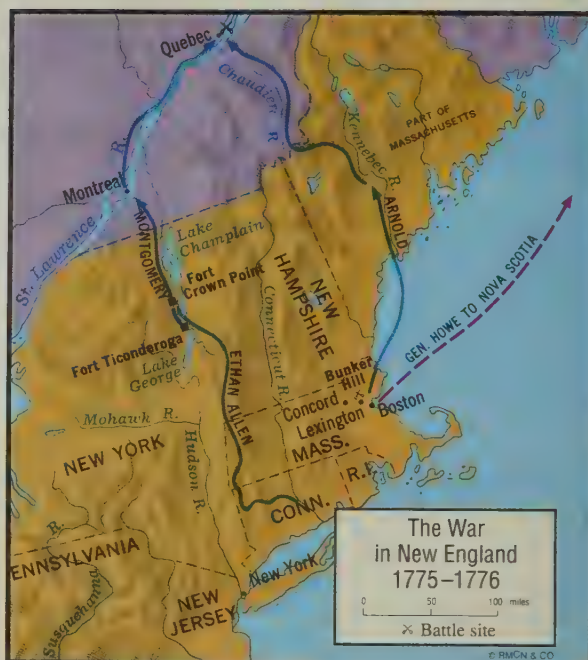 Quebec
Chaudière R.
Kennebec R.
PART OF
MASSACHUSETTS
R.
Montreal
St. Lawrence
MONTGOMERY
Lake
Champlain
Fort
Crown Point
ARNOLD
NEW
HAMPSHIRE
GEN. HOWE TO NOVA SCOTIA
Fort Ticonderoga
Lake
George
ETHAN ALLEN
Connecticut R.
Bunker
Hill
Concord
Lexington
Boston
MASS.
Mohawk R.
Hudson R.
NEW YORK
R.I.
CONN.
R.
PENNSYLVANIA
Susquehanna
New York
NEW
JERSEY
The War
in New England
1775–1776
0 50 100 miles
Battle site
© RMCN & CO